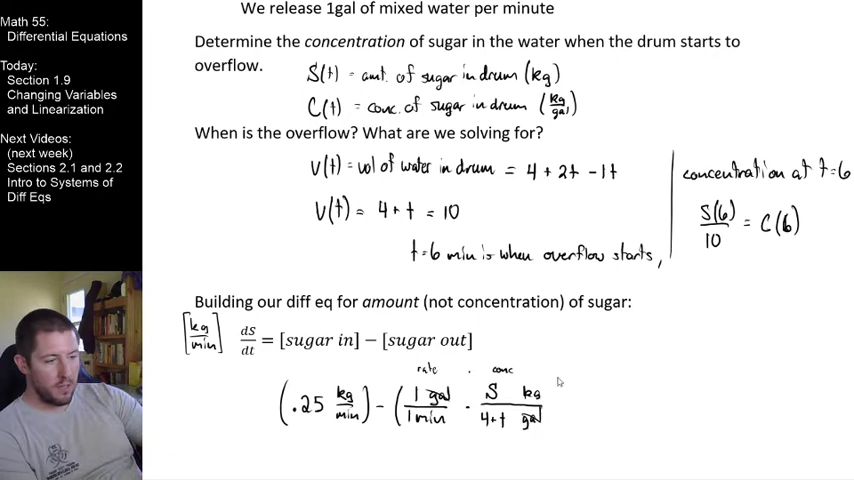 Math 55:
Differential Equations
Today:
Section 1.9
Changing Variables
and Linearization
Next Videos:
(next week)
Sections 2.1 and 2.2
Intro to Systems of
Diff Eqs
We release 1gal of mixed water per minute
Determine the concentration of sugar in the water when the drum starts to
overflow.
S(t) = amt. of sugar in drum (kg)
C(t) = conc. of sugar in drum (kg/gal)
When is the overflow? What are we solving for?
V(t) = vol of water in drum = 4 + 2t - 1t
V(t) = 4 + t = 10
t=6 min is when overflow starts,
concentration at t=6
S(6)/10 = C(6)
Building our diff eq for amount (not concentration) of sugar:
[kg/min] ds/dt = [sugar in] − [sugar out]
rate · conc
(.25 kg/min) - (1 gal/1 min · S kg/4+t gal